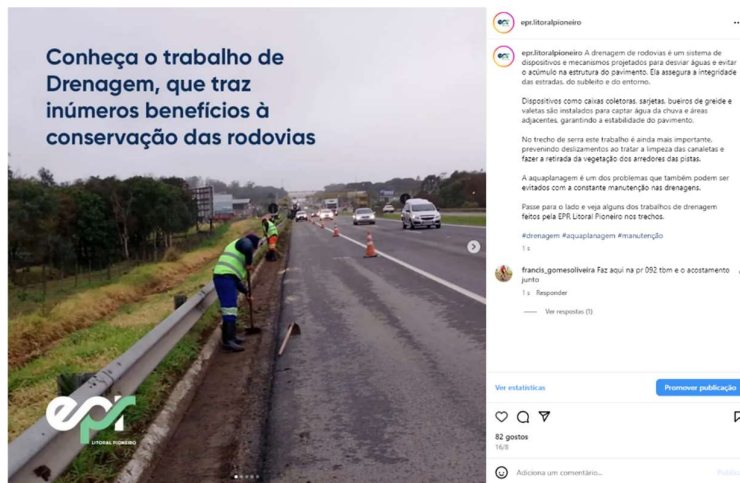 Conheça o trabalho de
Drenagem, que traz
inúmeros benefícios à
conservação das rodovias
epr
LITORAL PIONEIRO
epr.litoralpioneiro
epr.litoralpioneiro A drenagem de rodovias é um sistema de
dispositivos e mecanismos projetados para desviar águas e evitar
o acúmulo na estrutura do pavimento. Ela assegura a integridade
das estradas, do subleito e do entorno.
Dispositivos como caixas coletoras, sarjetas, bueiros de greide e
valetas são instalados para captar água da chuva e áreas
adjacentes, garantindo a estabilidade do pavimento.
No trecho de serra este trabalho é ainda mais importante,
prevenindo deslizamentos ao tratar a limpeza das canaletas e
fazer a retirada da vegetação dos arredores das pistas.
A aquaplanagem é um dos problemas que também podem ser
evitados com a constante manutenção nas drenagens.
Passe para o lado e veja alguns dos trabalhos de drenagem
feitos pela EPR Litoral Pioneiro nos trechos.
#drenagem #aquaplanagem #manutenção
1 s
francis_gomesoliveira Faz aqui na pr 092 tbm e o acostamento
junto
1 s Responder
Ver respostas (1)
Ver estatísticas
Promover publicação
82 gostos
16/8
Adiciona um comentário...